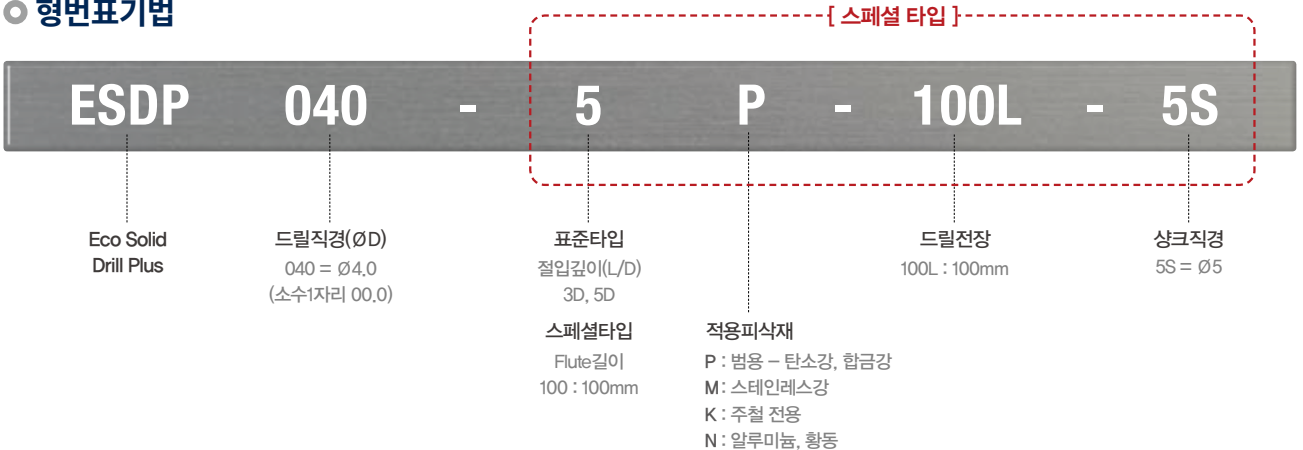 형번표기법
[ 스페셜 타입 ]
ESDP 040 - 5 P - 100L - 5S
Eco Solid
Drill Plus
드릴직경(ØD)
040 = Ø4.0
(소수1자리 00.0)
표준타입
절입깊이(L/D)
3D, 5D
스페셜타입
Flute길이
100 : 100mm
적용피삭재
P : 범용 – 탄소강, 합금강
M : 스테인레스강
K : 주철 전용
N : 알루미늄, 황동
드릴전장
100L : 100mm
샹크직경
5S = Ø5